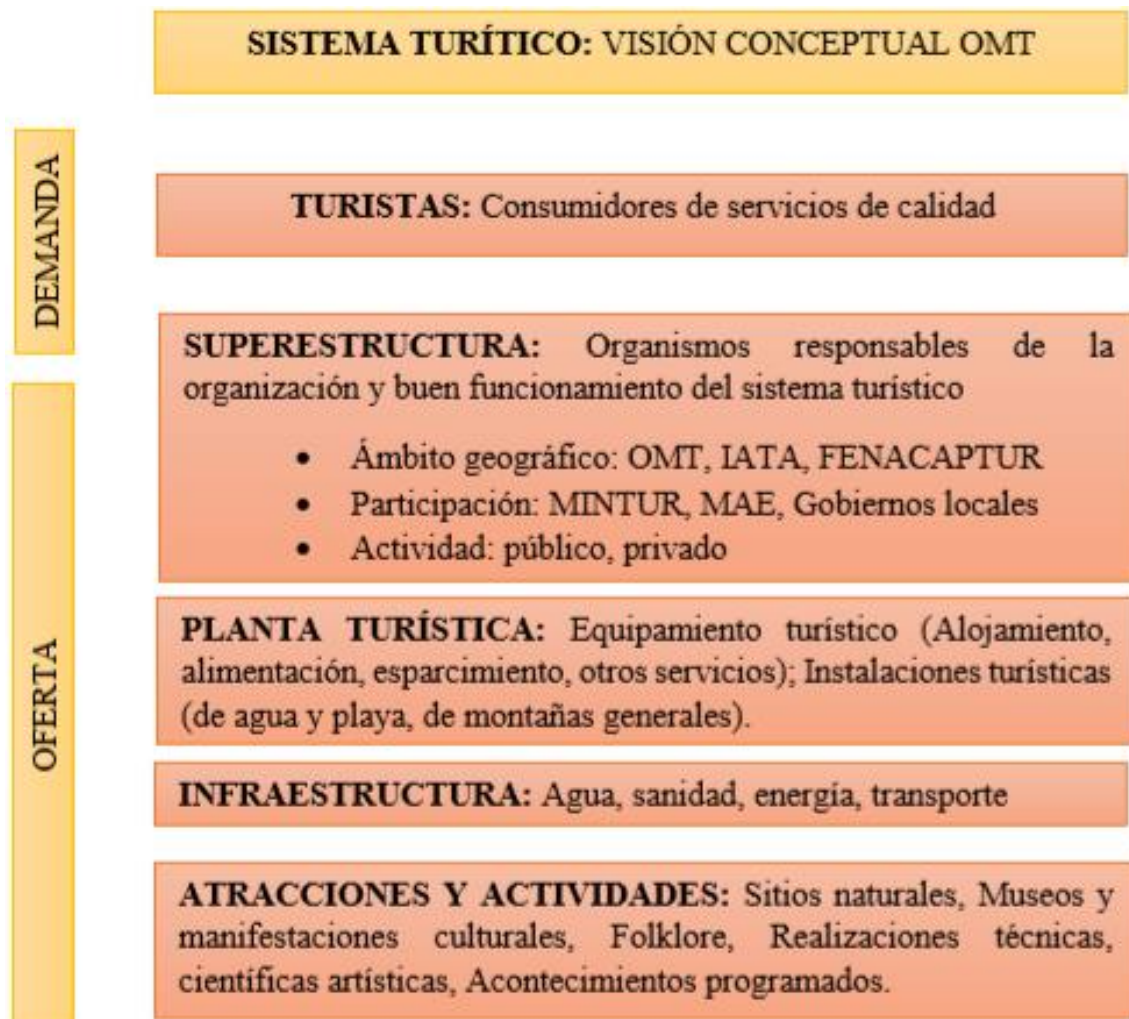 SISTEMA TURÍTICO: VISIÓN CONCEPTUAL OMT
DEMANDA
TURISTAS: Consumidores de servicios de calidad
SUPERESTRUCTURA: Organismos responsables de la
organización y buen funcionamiento del sistema turístico
• Ámbito geográfico: OMT, IATA, FENACAPTUR
• Participación: MINTUR, MAE, Gobiernos locales
• Actividad: público, privado
OFERTA
PLANTA TURÍSTICA: Equipamiento turístico (Alojamiento,
alimentación, esparcimiento, otros servicios); Instalaciones turísticas
(de agua y playa, de montañas generales).
INFRAESTRUCTURA: Agua, sanidad, energía, transporte
ATRACCIONES Y ACTIVIDADES: Sitios naturales, Museos y
manifestaciones culturales, Folklore, Realizaciones técnicas,
científicas artísticas, Acontecimientos programados.